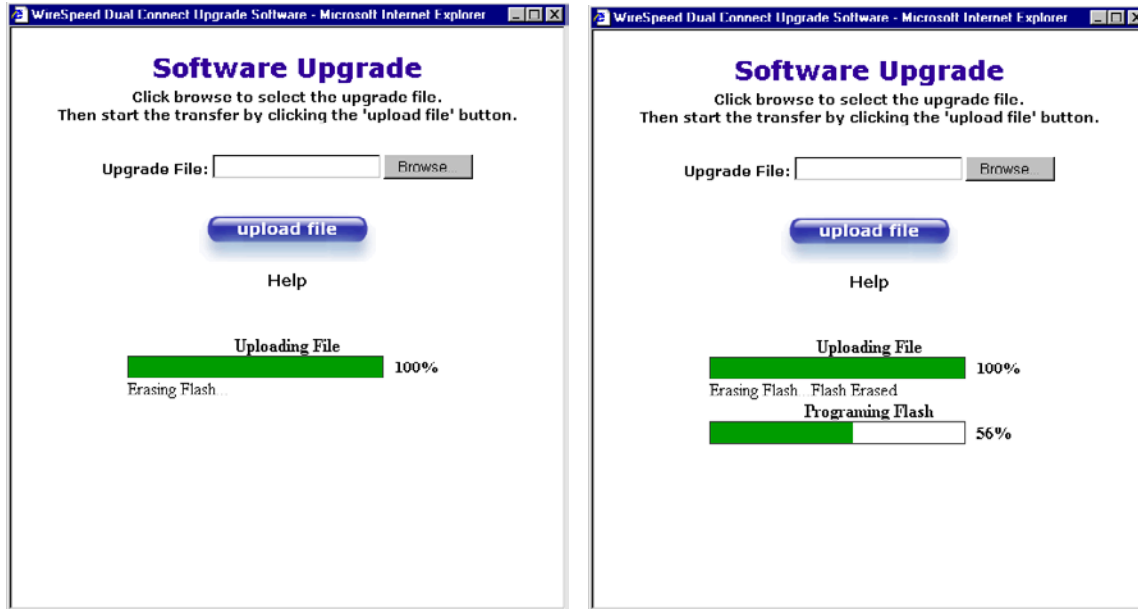 WireSpeed Dual Connect Upgrade Software - Microsoft Internet Explorer
Software Upgrade
Click browse to select the upgrade file.
Then start the transfer by clicking the 'upload file' button.
Upgrade File:
Browse...
upload file
Help
Uploading File
100%
Erasing Flash...
WireSpeed Dual Connect Upgrade Software - Microsoft Internet Explorer
Software Upgrade
Click browse to select the upgrade file.
Then start the transfer by clicking the 'upload file' button.
Upgrade File:
Browse...
upload file
Help
Uploading File
100%
Erasing Flash...Flash Erased
Programing Flash
56%